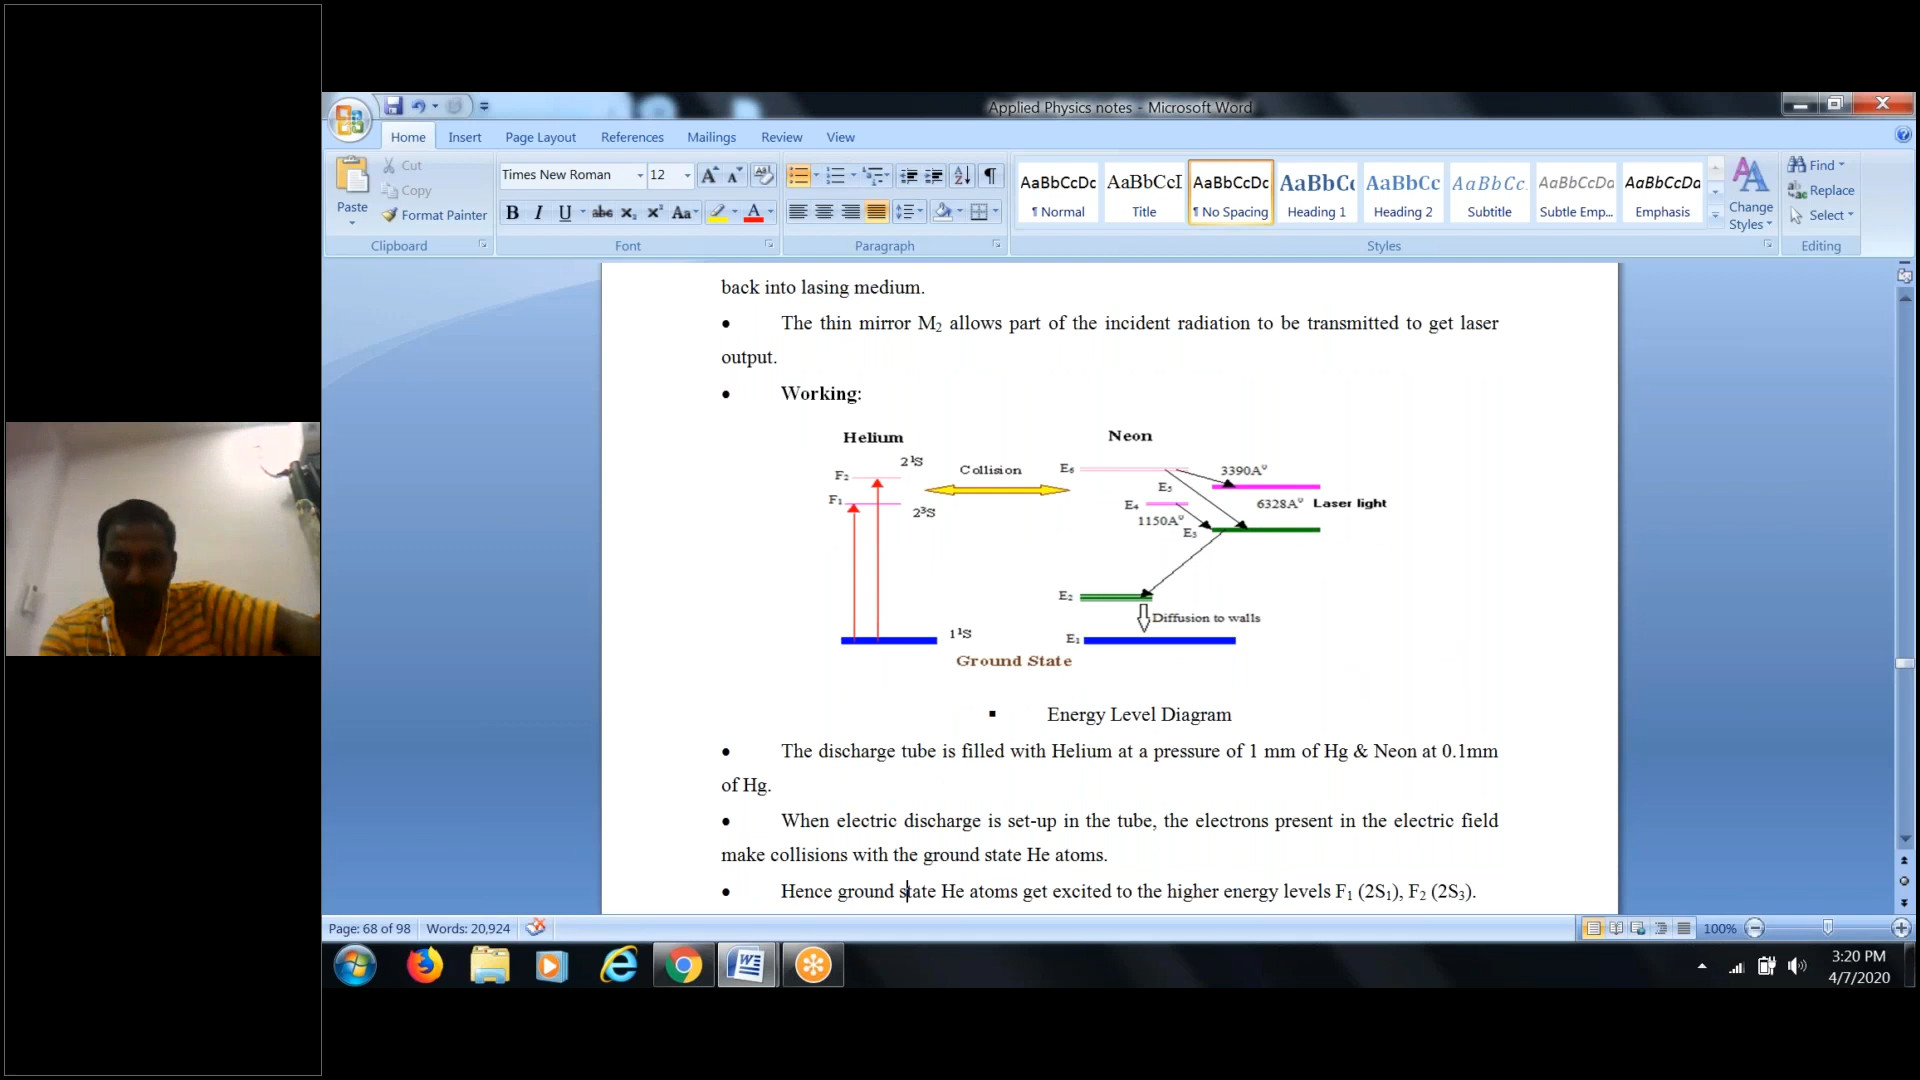 Applied Physics notes - Microsoft Word
Home Insert Page Layout References Mailings Review View
Paste
Cut
Copy
Format Painter
Clipboard
Times New Roman 12
B I U abc x₂ x² Aa A
Font
Paragraph
AaBbCcDc AaBbCcI AaBbCcDc AaBbCc AaBbCc AaBbCc. AaBbCcDa AaBbCcDa
¶ Normal Title ¶ No Spacing Heading 1 Heading 2 Subtitle Subtle Emp... Emphasis
Change Styles
Styles
Find
Replace
Select
Editing
back into lasing medium.
• The thin mirror M₂ allows part of the incident radiation to be transmitted to get laser
output.
• Working:
Helium Neon
F₂ 2¹S Collision E₆ 3390A°
F₁ 2³S E₅ 6328A° Laser light
E₄
1150A° E₃
E₂
Diffusion to walls
1¹S E₁
Ground State
▪ Energy Level Diagram
• The discharge tube is filled with Helium at a pressure of 1 mm of Hg & Neon at 0.1mm
of Hg.
• When electric discharge is set-up in the tube, the electrons present in the electric field
make collisions with the ground state He atoms.
• Hence ground state He atoms get excited to the higher energy levels F₁ (2S₁), F₂ (2S₃).
Page: 68 of 98 Words: 20,924 100%
3:20 PM
4/7/2020